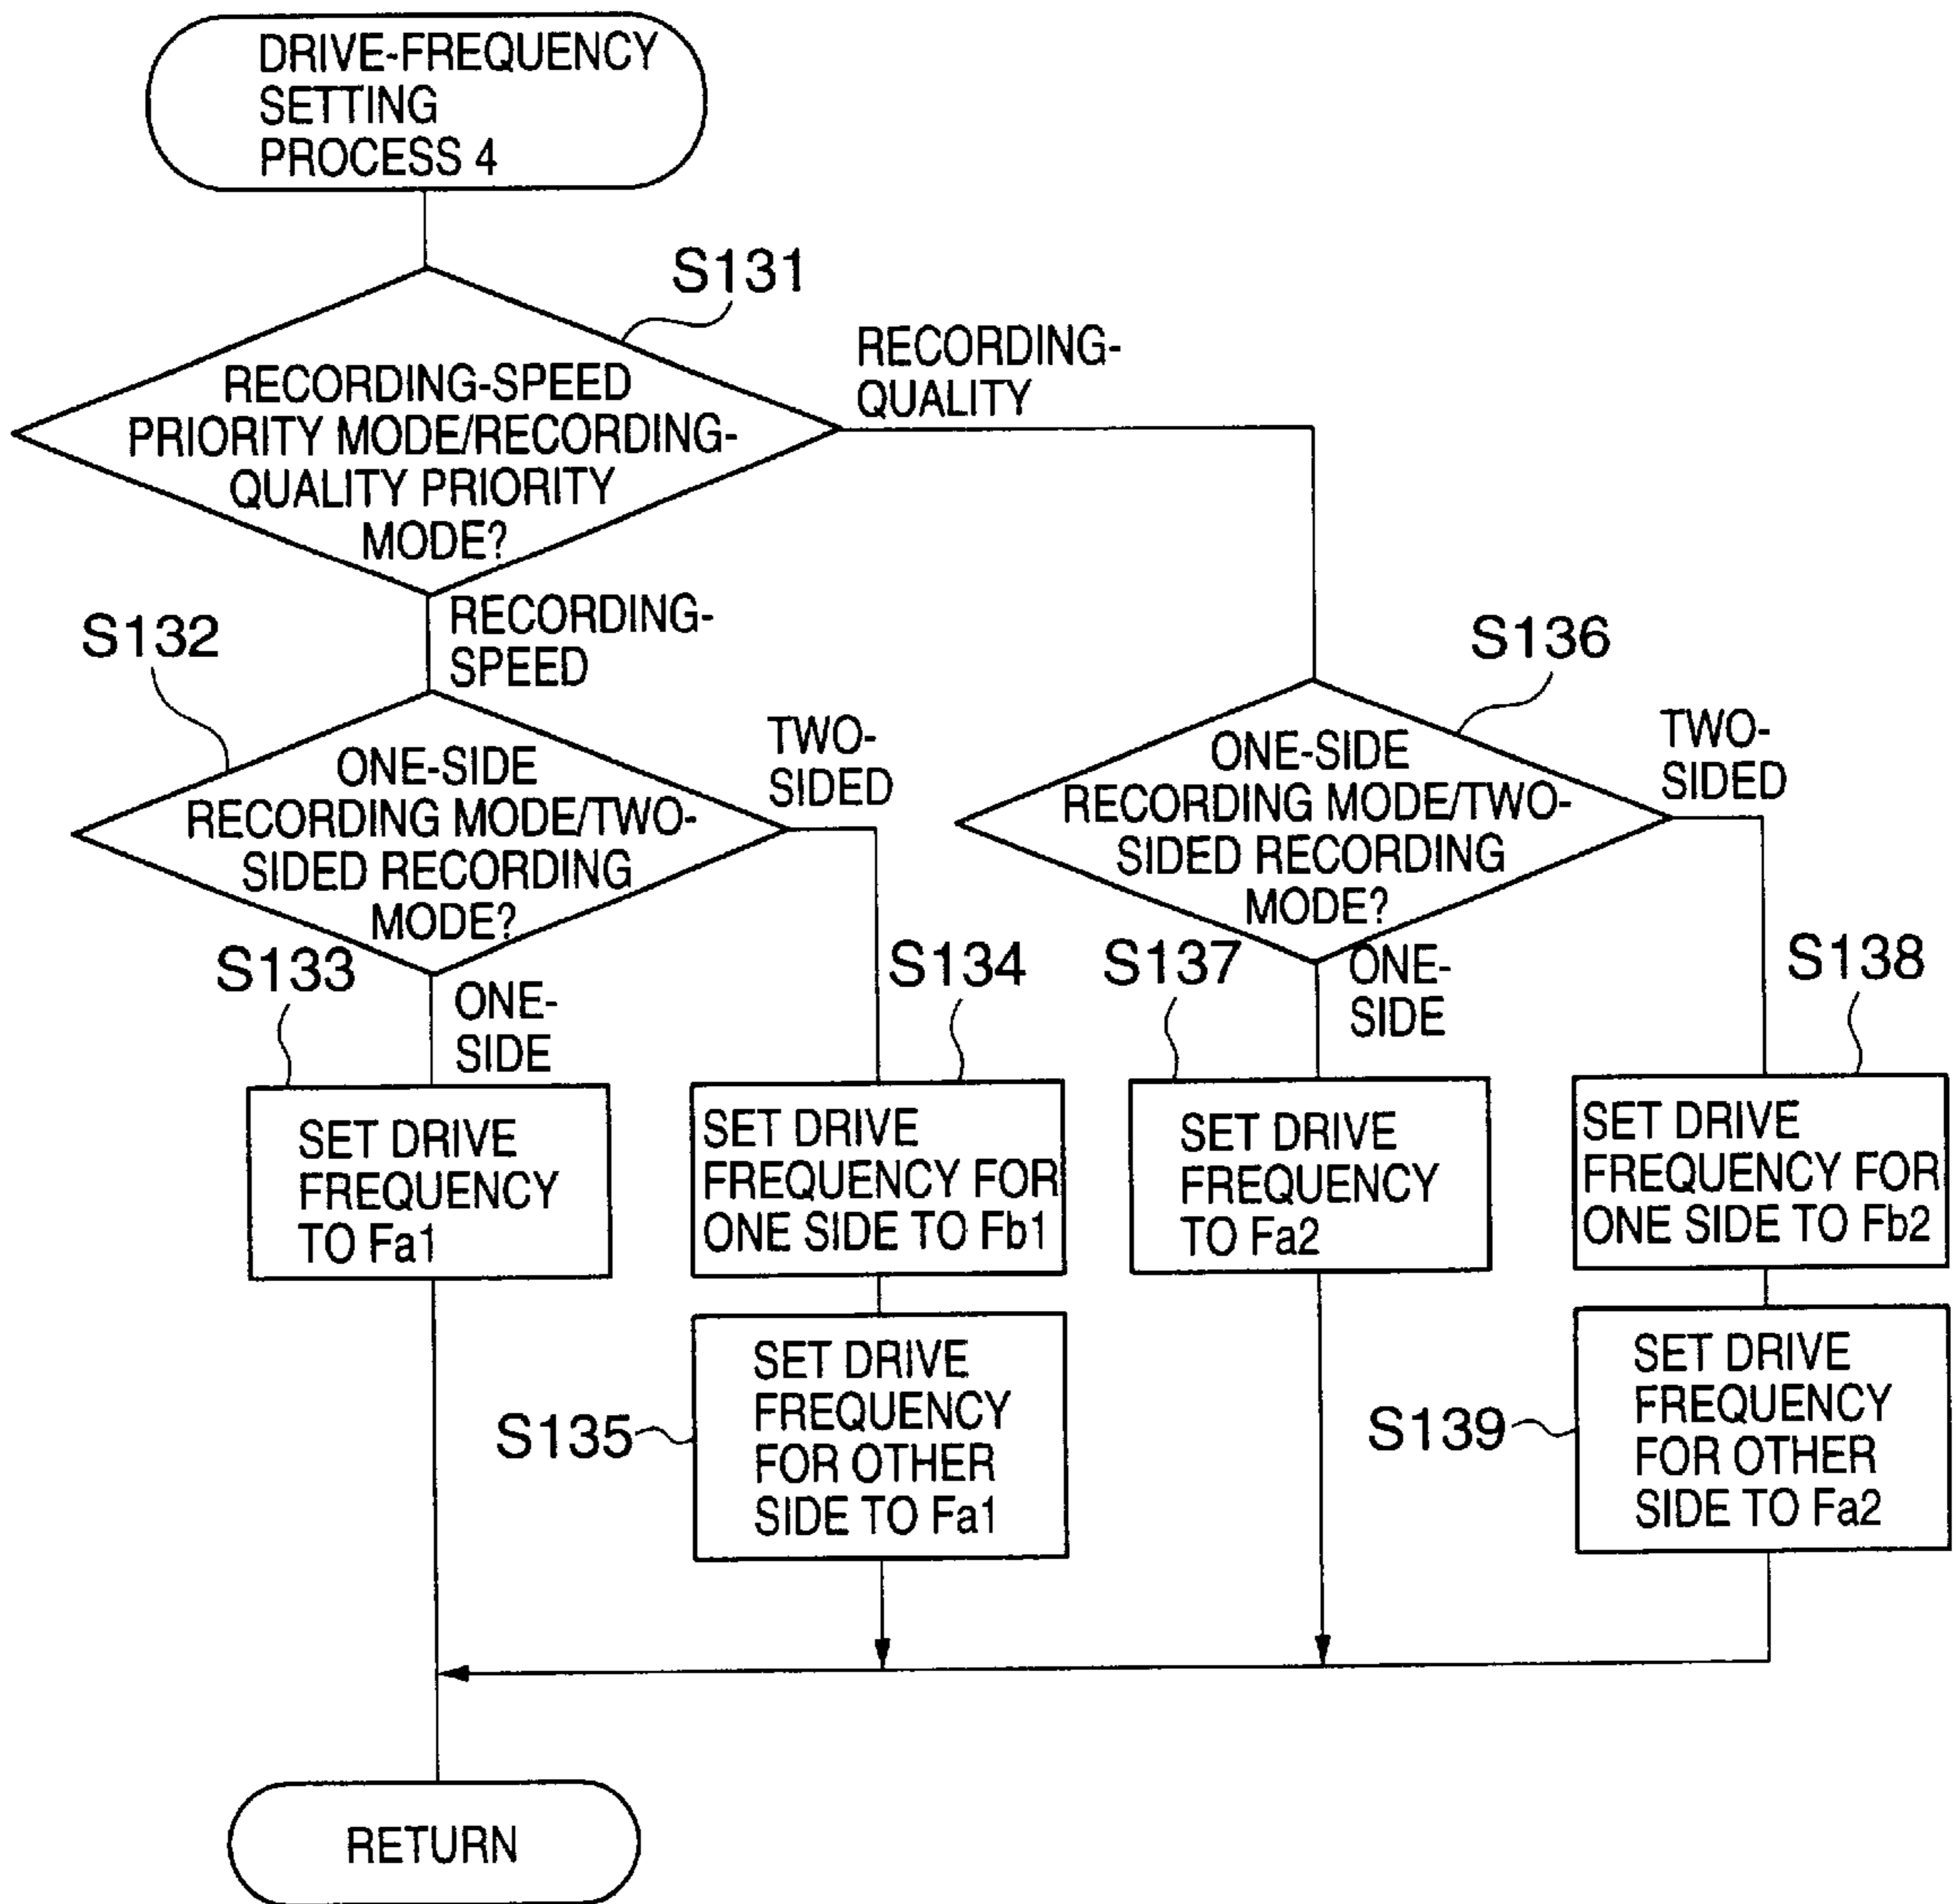 DRIVE-FREQUENCY
SETTING
PROCESS 4
S131
RECORDING-SPEED
PRIORITY MODE/RECORDING-
QUALITY PRIORITY
MODE?
RECORDING-
QUALITY
RECORDING-
SPEED
S132
ONE-SIDE
RECORDING MODE/TWO-
SIDED RECORDING
MODE?
TWO-
SIDED
S136
ONE-SIDE
RECORDING MODE/TWO-
SIDED RECORDING
MODE?
TWO-
SIDED
S133
ONE-
SIDE
S134
S137
ONE-
SIDE
S138
SET DRIVE
FREQUENCY
TO Fa1
SET DRIVE
FREQUENCY FOR
ONE SIDE TO Fb1
SET DRIVE
FREQUENCY
TO Fa2
SET DRIVE
FREQUENCY FOR
ONE SIDE TO Fb2
S135
SET DRIVE
FREQUENCY
FOR OTHER
SIDE TO Fa1
S139
SET DRIVE
FREQUENCY
FOR OTHER
SIDE TO Fa2
RETURN